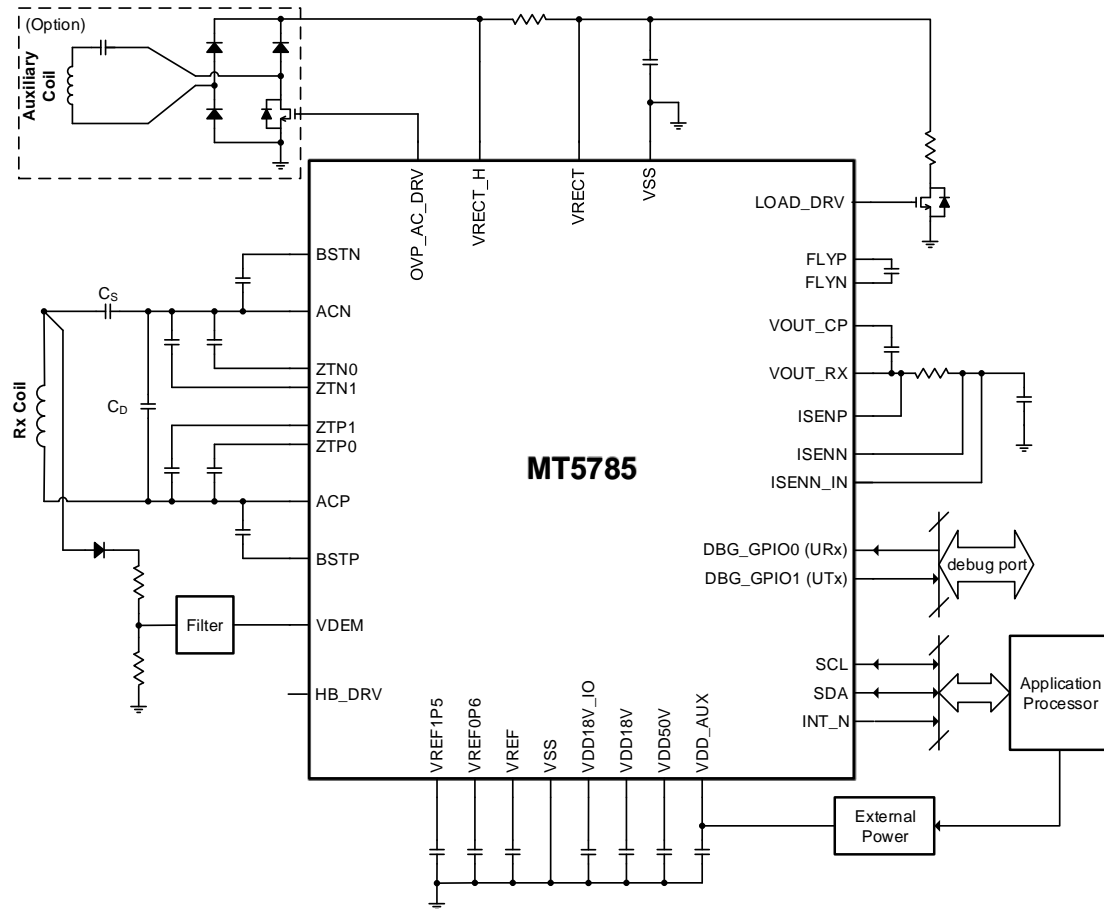 (Option)
Auxiliary
Coil
OVP_AC_DRV
VRECT_H
VRECT
VSS
LOAD_DRV
BSTN
FLYP
FLYN
CS
ACN
VOUT_CP
ZTN0
ZTN1
VOUT_RX
Rx Coil
CD
ISENP
ZTP1
ZTP0
ISENN
MT5785
ISENN_IN
ACP
BSTP
DBG_GPIO0 (URx)
DBG_GPIO1 (UTx)
debug port
Filter
VDEM
SCL
SDA
INT_N
Application
Processor
HB_DRV
VREF1P5
VREF0P6
VREF
VSS
VDD18V_IO
VDD18V
VDD50V
VDD_AUX
External
Power